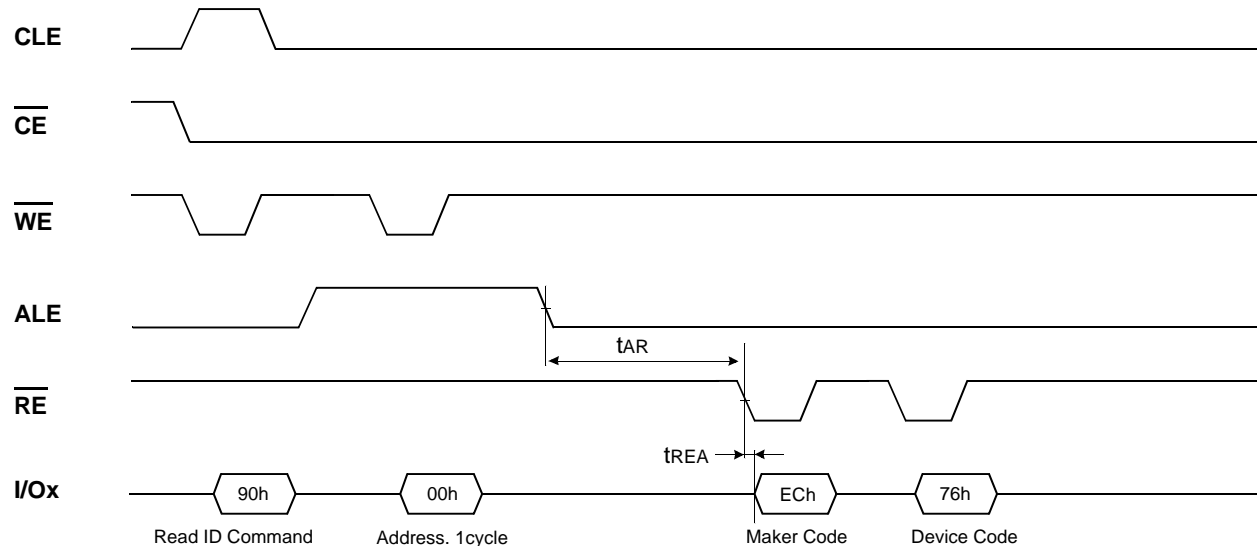 CLE
CE
WE
ALE
tAR
RE
tREA
I/Ox
90h
00h
ECh
76h
Read ID Command
Address. 1cycle
Maker Code
Device Code